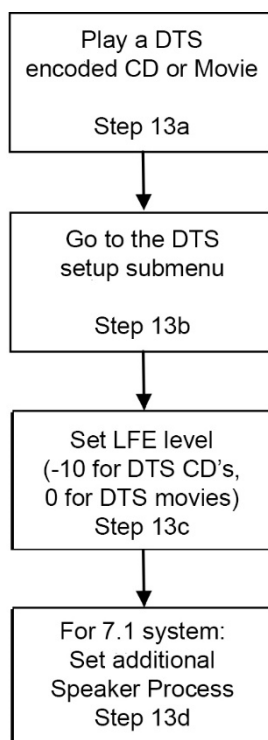 Play a DTS
encoded CD or Movie
Step 13a
Go to the DTS
setup submenu
Step 13b
Set LFE level
(-10 for DTS CD's,
0 for DTS movies)
Step 13c
For 7.1 system:
Set additional
Speaker Process
Step 13d